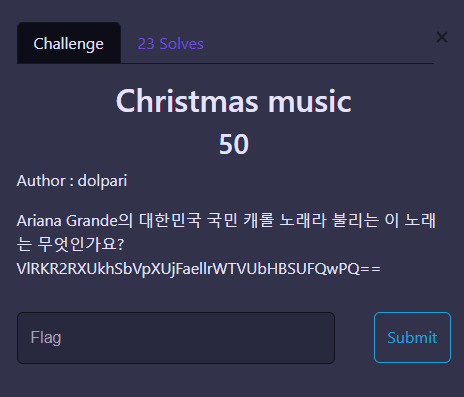 Challenge
23 Solves
×
Christmas music
50
Author : dolpari
Ariana Grande의 대한민국 국민 캐롤 노래라 불리는 이 노래
는 무엇인가요?
VlRKR2RXUkhSbVpXUjFaellrWTVUbHBSUFQwPQ==
Flag
Submit